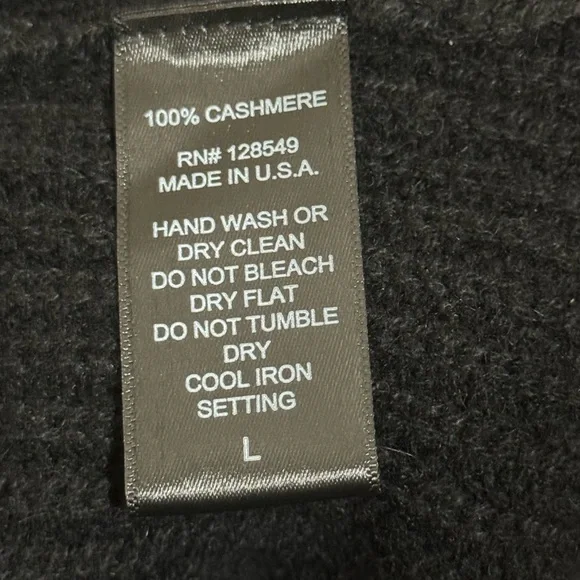 100% CASHMERE
RN# 128549
MADE IN U.S.A.
HAND WASH OR
DRY CLEAN
DO NOT BLEACH
DRY FLAT
DO NOT TUMBLE
DRY
COOL IRON
SETTING
L